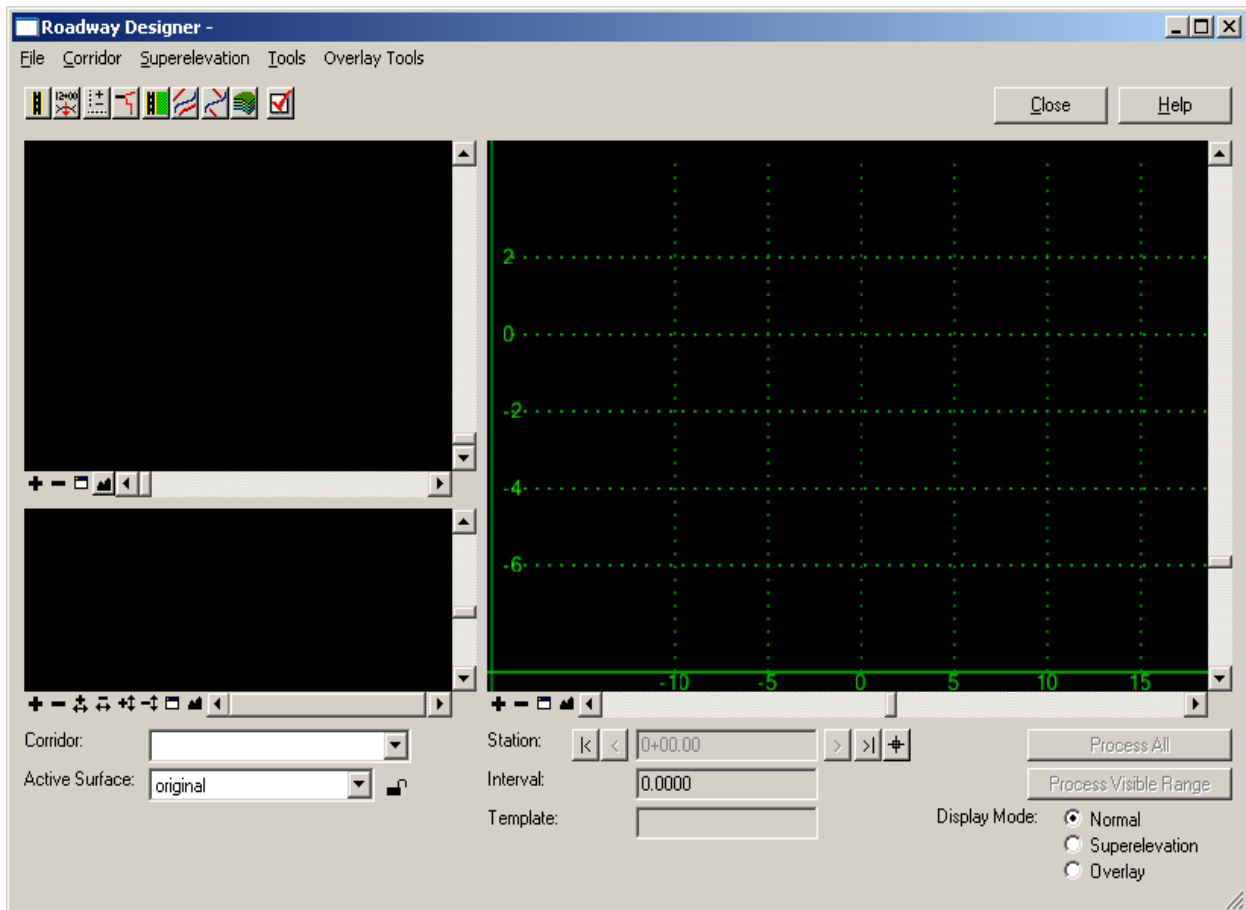 Roadway Designer -
File Corridor Superelevation Tools Overlay Tools
12+00
Close Help
2
0
-2
-4
-6
-10 -5 0 5 10 15
Corridor:
Active Surface: original
Station: 0+00.00
Interval: 0.0000
Template:
Process All
Process Visible Range
Display Mode: Normal
Superelevation
Overlay